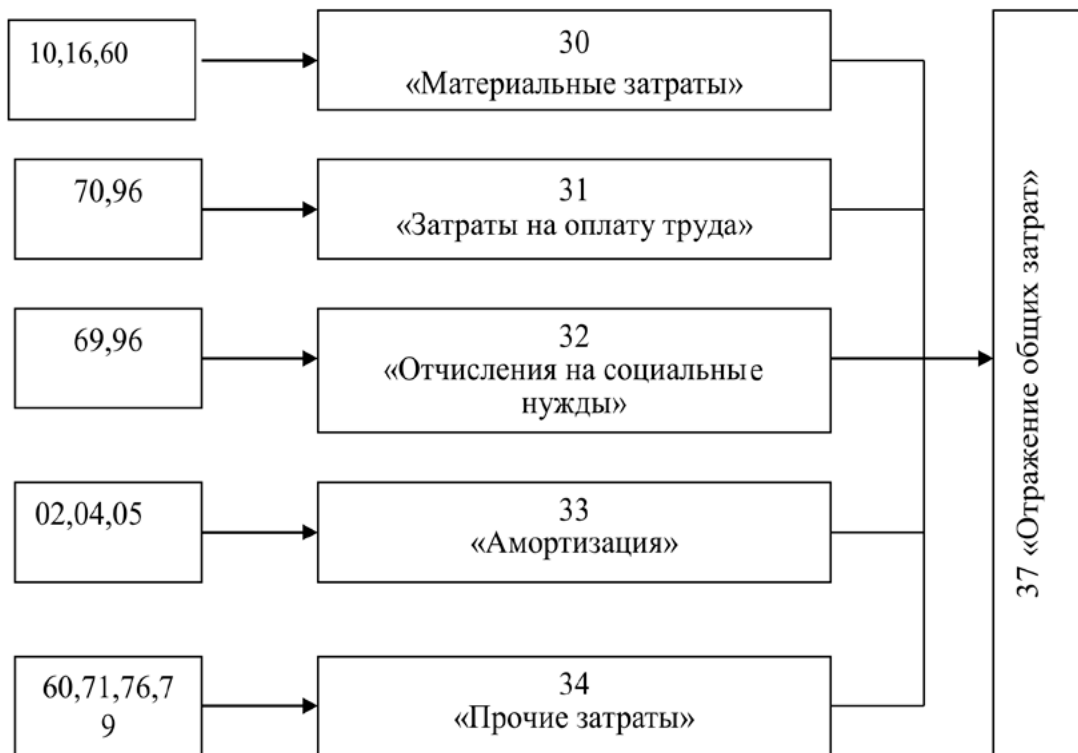 10,16,60
30
«Материальные затраты»
70,96
31
«Затраты на оплату труда»
69,96
32
«Отчисления на социальные
нужды»
02,04,05
33
«Амортизация»
60,71,76,7
9
34
«Прочие затраты»
37 «Отражение общих затрат»